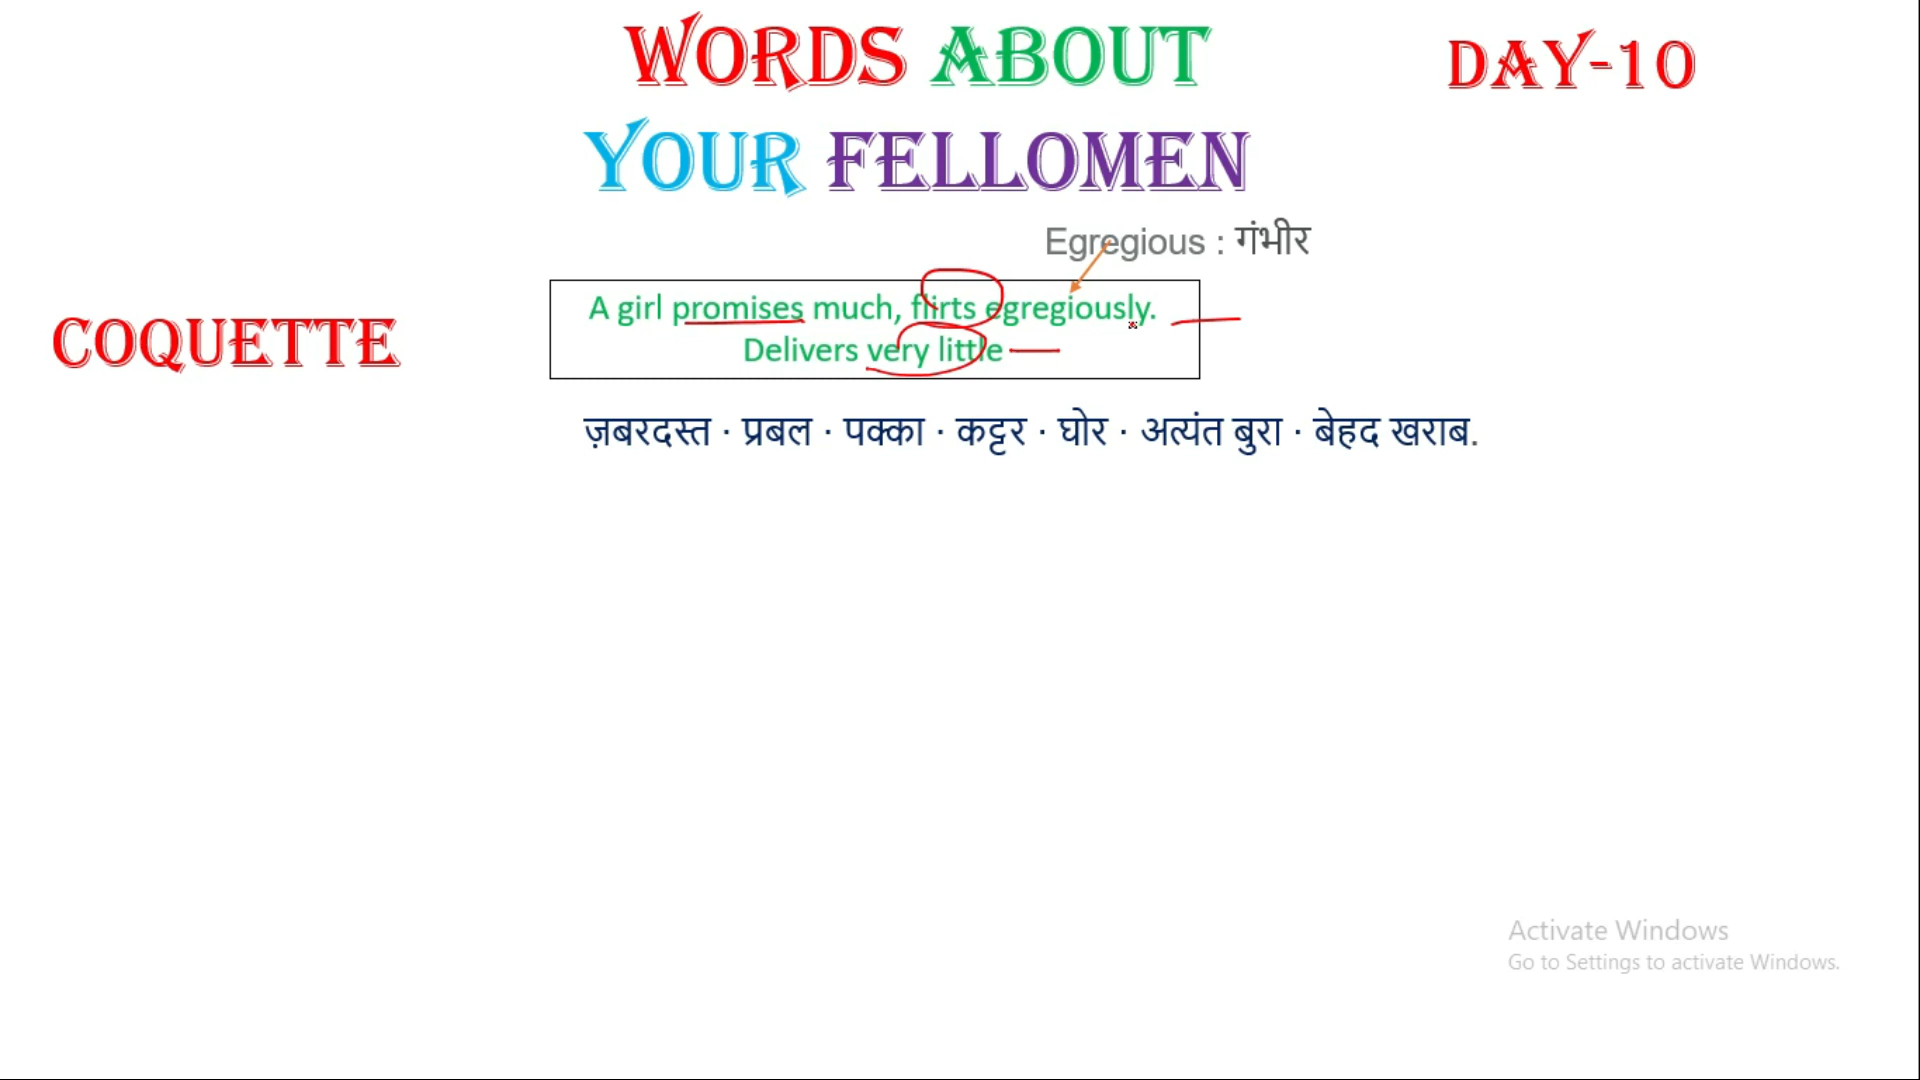 WORDS ABOUT
DAY-10
YOUR FELLOMEN
Egregious : गंभीर
A girl promises much, flirts egregiously.
COQUETTE
Delivers very little
ज़बरदस्त · प्रबल · पक्का · कट्टर · घोर · अत्यंत बुरा · बेहद खराब.
Activate Windows
Go to Settings to activate Windows.